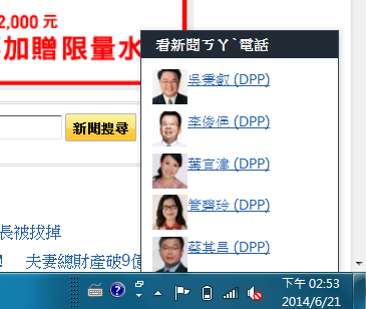 2,000 元
加贈限量水
新聞搜尋
看新聞ㄎㄚˋ電話
吳秉叡 (DPP)
李俊俋 (DPP)
葉宜津 (DPP)
管碧玲 (DPP)
蔡其昌 (DPP)
長被拔掉
夫妻總財產破9億
下午 02:53
2014/6/21